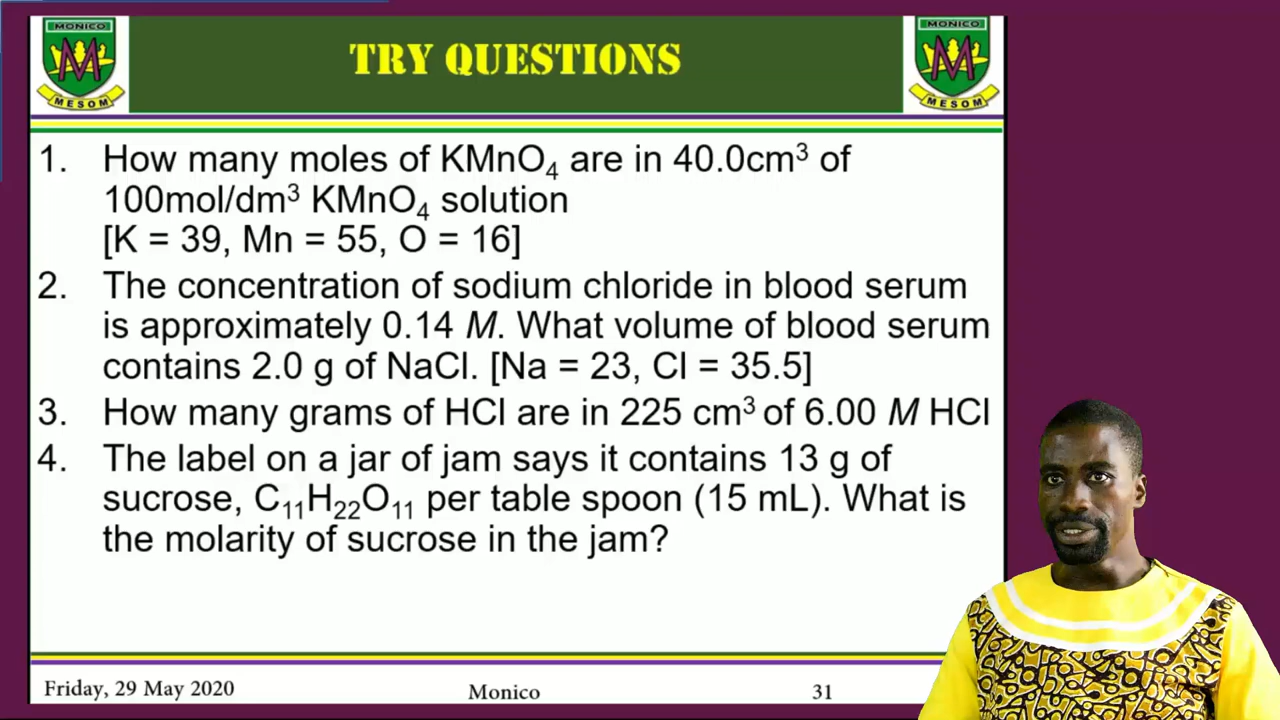 MONICO
MESOM
TRY QUESTIONS
MONICO
MESOM
1. How many moles of KMnO₄ are in 40.0cm³ of
100mol/dm³ KMnO₄ solution
[K = 39, Mn = 55, O = 16]
2. The concentration of sodium chloride in blood serum
is approximately 0.14 M. What volume of blood serum
contains 2.0 g of NaCl. [Na = 23, Cl = 35.5]
3. How many grams of HCl are in 225 cm³ of 6.00 M HCl
4. The label on a jar of jam says it contains 13 g of
sucrose, C₁₁H₂₂O₁₁ per table spoon (15 mL). What is
the molarity of sucrose in the jam?
Friday, 29 May 2020
Monico
31